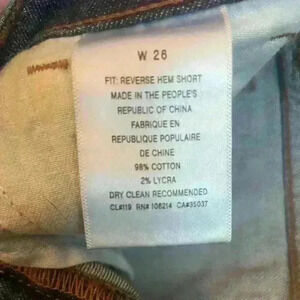 W 26
FIT: REVERSE HEM SHORT
MADE IN THE PEOPLE'S
REPUBLIC OF CHINA
FABRIQUE EN
REPUBLIQUE POPULAIRE
DE CHINE
98% COTTON
2% LYCRA
DRY CLEAN RECOMMENDED
CL#119 RN# 106214 CA#35037